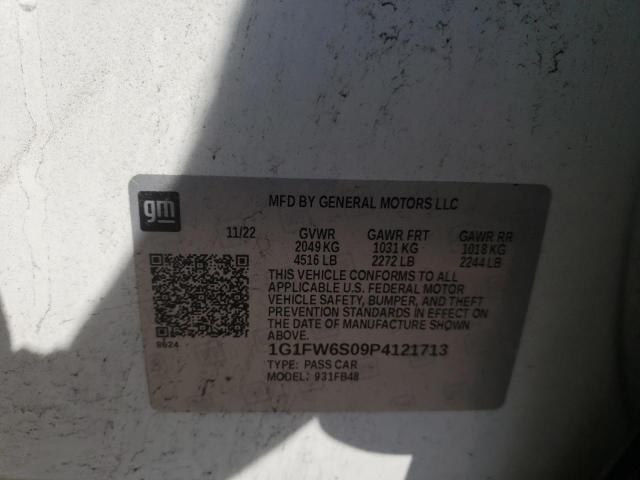 gm
MFD BY GENERAL MOTORS LLC
11/22 GVWR GAWR FRT GAWR RR
2049 KG 1031 KG 1018 KG
4516 LB 2272 LB 2244 LB
THIS VEHICLE CONFORMS TO ALL
APPLICABLE U.S. FEDERAL MOTOR
VEHICLE SAFETY, BUMPER, AND THEFT
PREVENTION STANDARDS IN EFFECT ON
THE DATE OF MANUFACTURE SHOWN
ABOVE.
8624
1G1FW6S09P4121713
TYPE: PASS CAR
MODEL: 931FB48